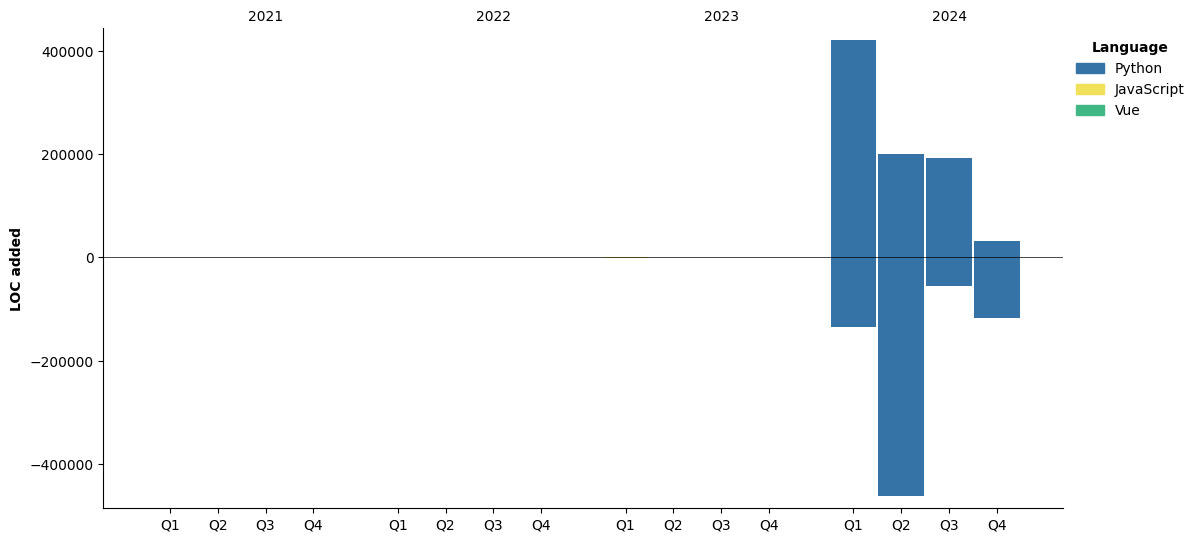 2021 2022 2023 2024
Language
Python
JavaScript
Vue
LOC added
400000
200000
0
−200000
−400000
Q1 Q2 Q3 Q4 Q1 Q2 Q3 Q4 Q1 Q2 Q3 Q4 Q1 Q2 Q3 Q4